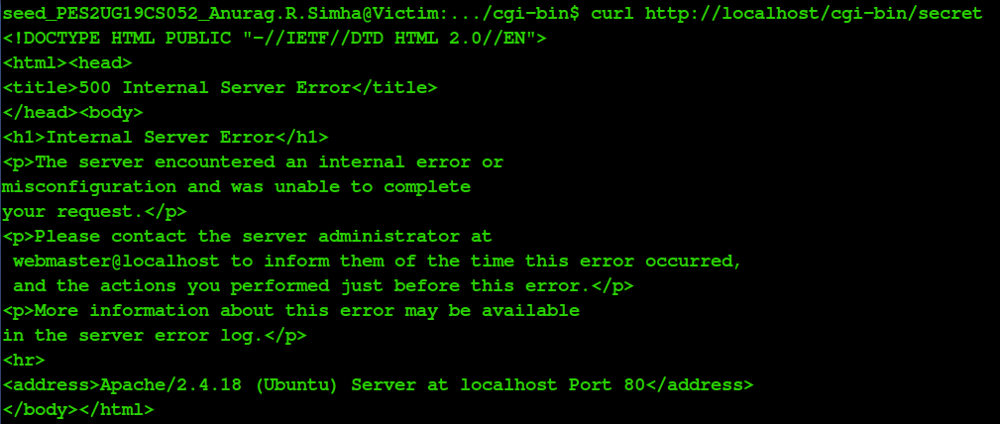 seed_PES2UG19CS052_Anurag.R.Simha@Victim:.../cgi-bin$ curl http://localhost/cgi-bin/secret
<!DOCTYPE HTML PUBLIC "-//IETF//DTD HTML 2.0//EN">
<html><head>
<title>500 Internal Server Error</title>
</head><body>
<h1>Internal Server Error</h1>
<p>The server encountered an internal error or
misconfiguration and was unable to complete
your request.</p>
<p>Please contact the server administrator at
 webmaster@localhost to inform them of the time this error occurred,
 and the actions you performed just before this error.</p>
<p>More information about this error may be available
in the server error log.</p>
<hr>
<address>Apache/2.4.18 (Ubuntu) Server at localhost Port 80</address>
</body></html>